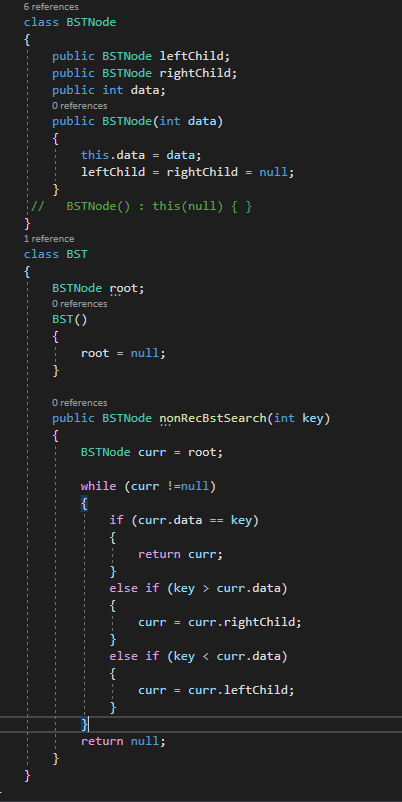 6 references
class BSTNode
{
public BSTNode leftChild;
public BSTNode rightChild;
public int data;
0 references
public BSTNode(int data)
{
this.data = data;
leftChild = rightChild = null;
}
//   BSTNode() : this(null) { }
}
1 reference
class BST
{
BSTNode root;
0 references
BST()
{
root = null;
}
0 references
public BSTNode nonRecBstSearch(int key)
{
BSTNode curr = root;
while (curr !=null)
{
if (curr.data == key)
{
return curr;
}
else if (key > curr.data)
{
curr = curr.rightChild;
}
else if (key < curr.data)
{
curr = curr.leftChild;
}
}
return null;
}
}